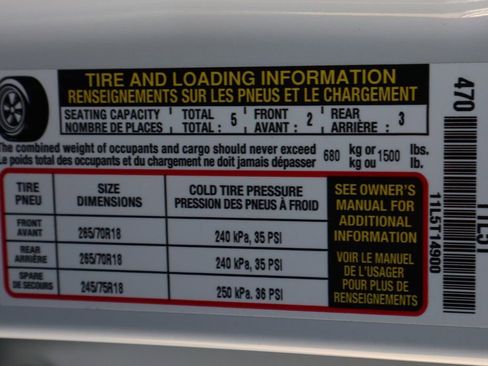 TIRE AND LOADING INFORMATION
RENSEIGNEMENTS SUR LES PNEUS ET LE CHARGEMENT
SEATING CAPACITY TOTAL FRONT REAR
NOMBRE DE PLACES TOTAL : 5 AVANT : 2 ARRIÈRE : 3
The combined weight of occupants and cargo should never exceed 680 kg or 1500 lbs.
Le poids total des occupants et du chargement ne doit jamais dépasser kg ou lb.
TIRE SIZE COLD TIRE PRESSURE
PNEU DIMENSIONS PRESSION DES PNEUS À FROID
FRONT
AVANT 265/70R18 240 kPa, 35 PSI
REAR
ARRIÈRE 265/70R18 240 kPa, 35 PSI
SPARE
DE SECOURS 245/75R18 250 kPa. 36 PSI
SEE OWNER'S
MANUAL FOR
ADDITIONAL
INFORMATION
VOIR LE MANUEL
DE L'USAGER
POUR PLUS DE
RENSEIGNEMENTS
470
11L5T14900